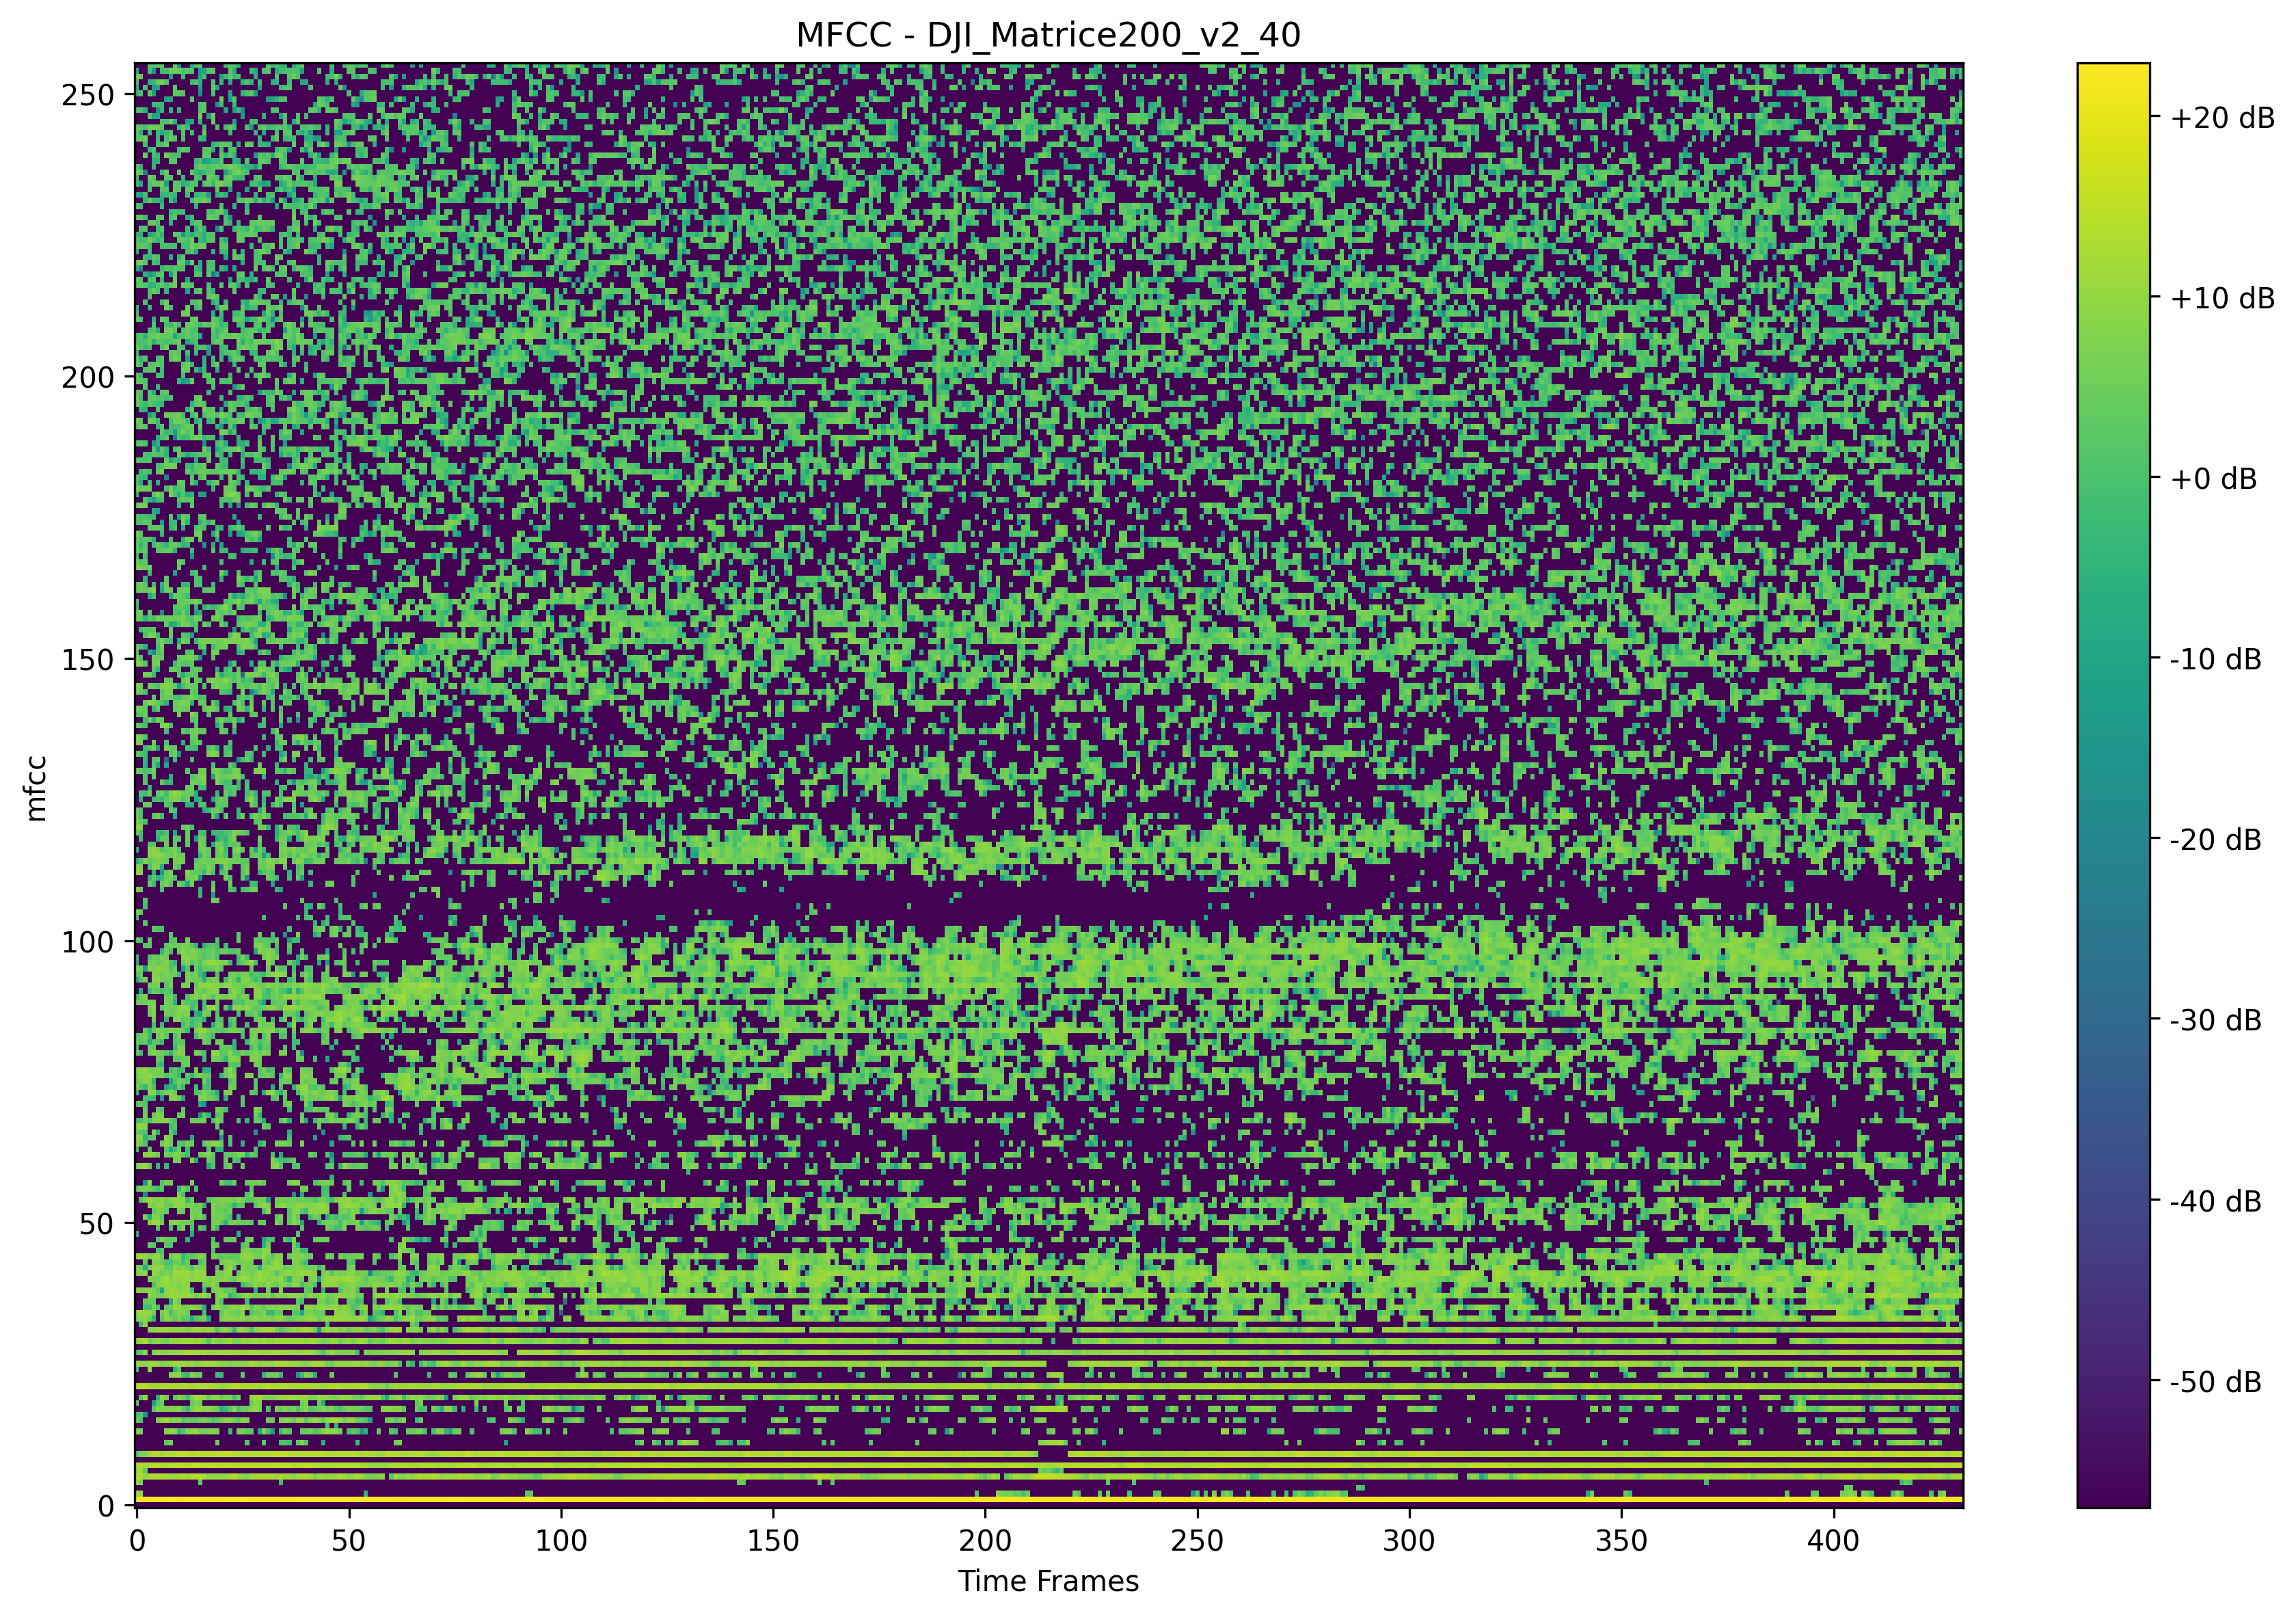 MFCC - DJI_Matrice200_v2_40
250
200
150
100
50
0
mfcc
0
50
100
150
200
250
300
350
400
Time Frames
+20 dB
+10 dB
+0 dB
-10 dB
-20 dB
-30 dB
-40 dB
-50 dB